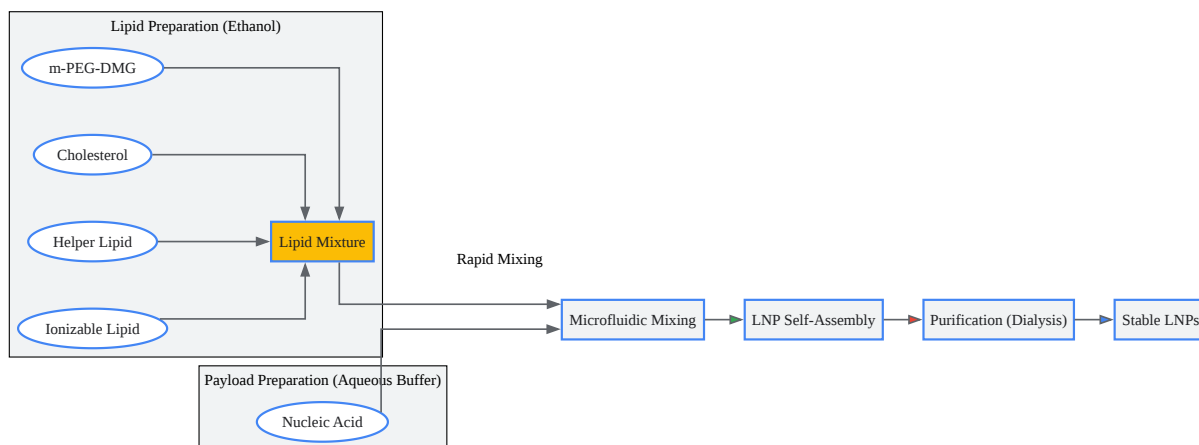 Lipid Preparation (Ethanol)
m-PEG-DMG
Cholesterol
Helper Lipid
Lipid Mixture
Ionizable Lipid
Rapid Mixing
Microfluidic Mixing
LNP Self-Assembly
Purification (Dialysis)
Stable LNPs
Payload Preparation (Aqueous Buffer)
Nucleic Acid